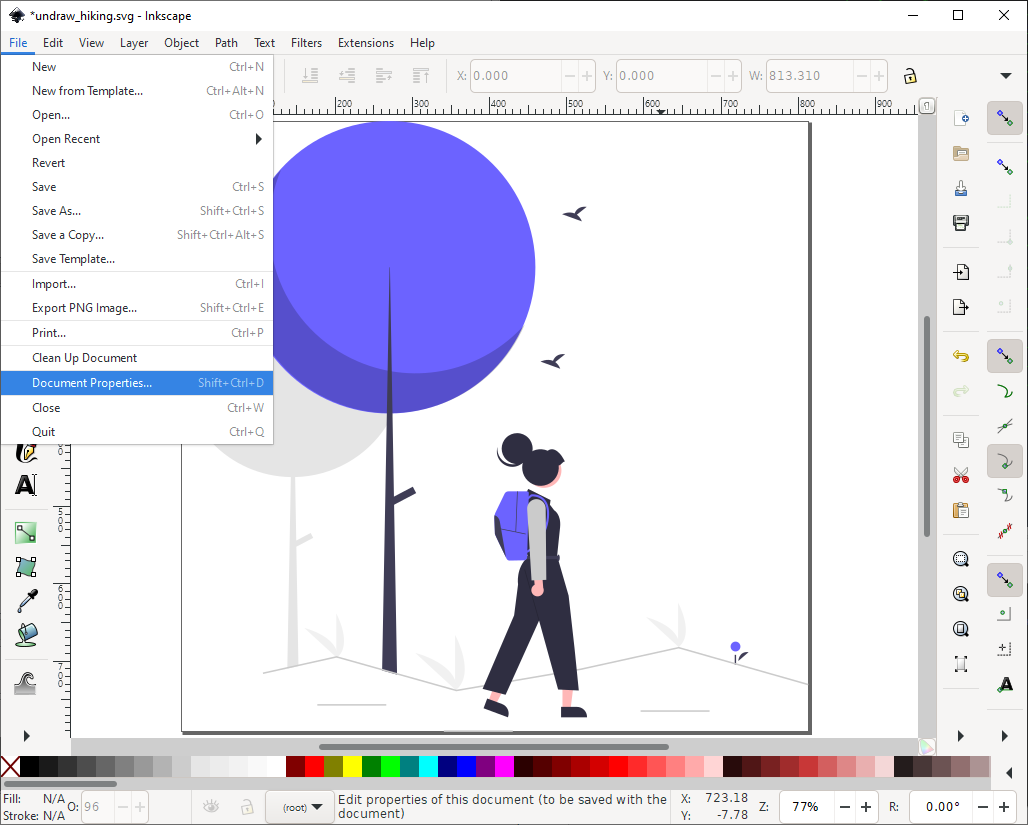 *undraw_hiking.svg - Inkscape
File Edit View Layer Object Path Text Filters Extensions Help
New Ctrl+N
New from Template... Ctrl+Alt+N
Open... Ctrl+O
Open Recent
Revert
Save Ctrl+S
Save As... Shift+Ctrl+S
Save a Copy... Shift+Ctrl+Alt+S
Save Template...
Import... Ctrl+I
Export PNG Image... Shift+Ctrl+E
Print... Ctrl+P
Clean Up Document
Document Properties... Shift+Ctrl+D
Close Ctrl+W
Quit Ctrl+Q
X: 0.000 Y: 0.000 W: 813.310
200 300 400 500 600 700 800 900
500
600
700
Fill: N/A
Stroke: N/A
O: 96
(root)
Edit properties of this document (to be saved with the
document)
X: 723.18
Y: -7.78
Z: 77%
R: 0.00°